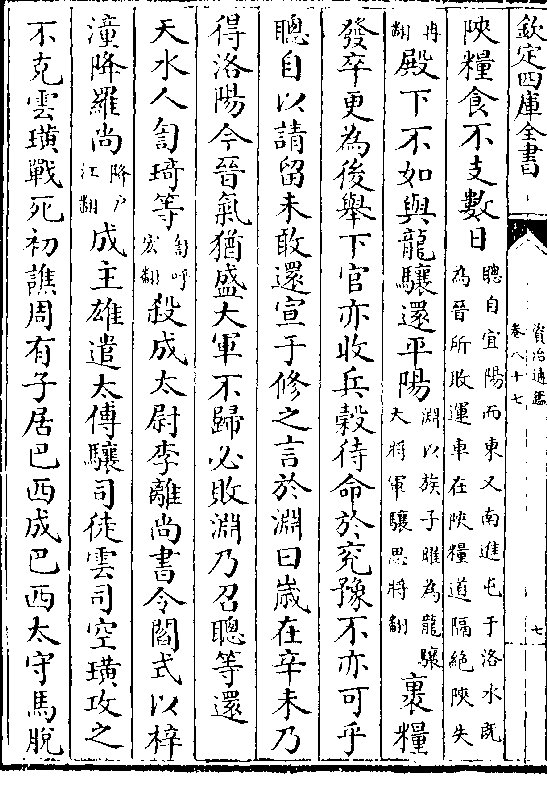 欽定四庫全書
資治通鑑
卷八十七
七
陜糧食不支數日聰自宜陽而東又南進屯于洛水既為晉所敗運車在陜糧道隔絶陜失
冉翻殿下不如與龍驤還平陽淵以族子曜為龍驤大將軍驤思將翻裹糧
發卒更為後舉下官亦收兵榖待命於兖豫不亦可乎
聰自以請留未敢還宣于修之言於淵曰嵗在辛未乃
得洛陽今晉氣猶盛大軍不歸必敗淵乃召聰等還
天水人訇琦等訇呼宏翻殺成太尉李離尚書令閻式以梓
潼降羅尚降户江翻成主雄遣太傅驤司徒雲司空璜攻之
不克雲璜戰死初譙周有子居巴西成巴西太守馬脫